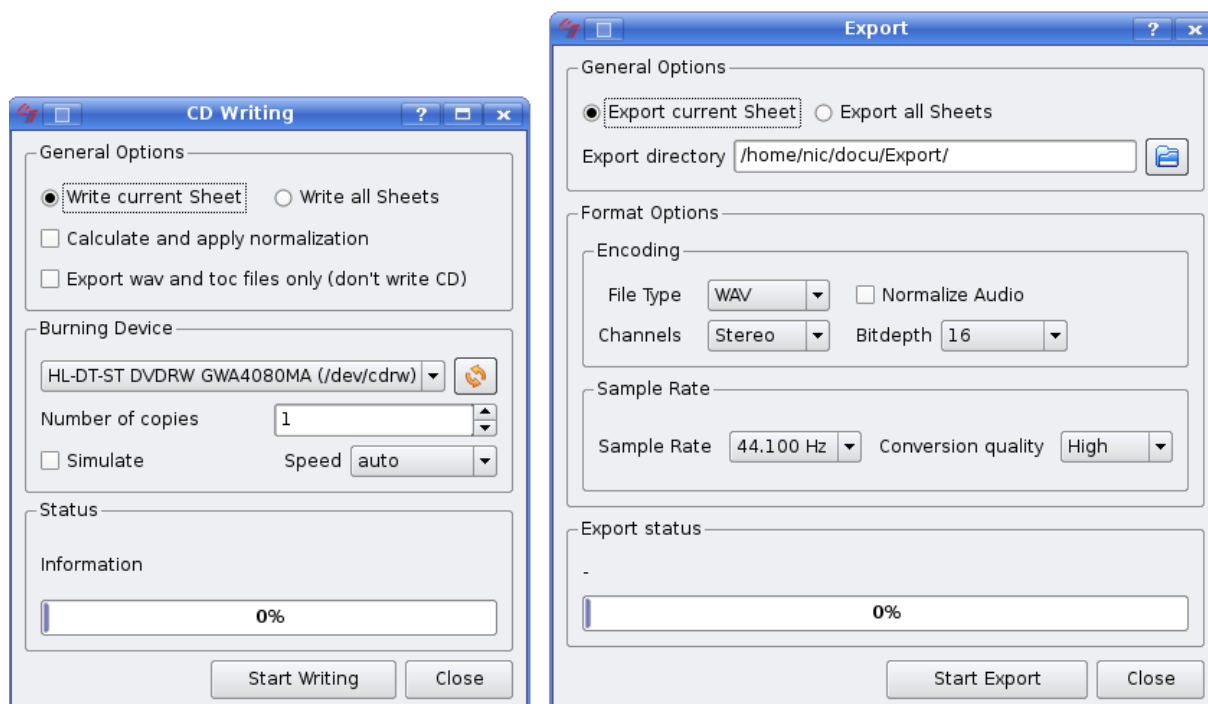 CD Writing
General Options
Write current Sheet Write all Sheets
Calculate and apply normalization
Export wav and toc files only (don't write CD)
Burning Device
HL-DT-ST DVDRW GWA4080MA (/dev/cdrw)
Number of copies 1
Simulate Speed auto
Status
Information
0%
Start Writing Close
Export
General Options
Export current Sheet Export all Sheets
Export directory /home/nic/docu/Export/
Format Options
Encoding
File Type WAV Normalize Audio
Channels Stereo Bitdepth 16
Sample Rate
Sample Rate 44.100 Hz Conversion quality High
Export status
-
0%
Start Export Close